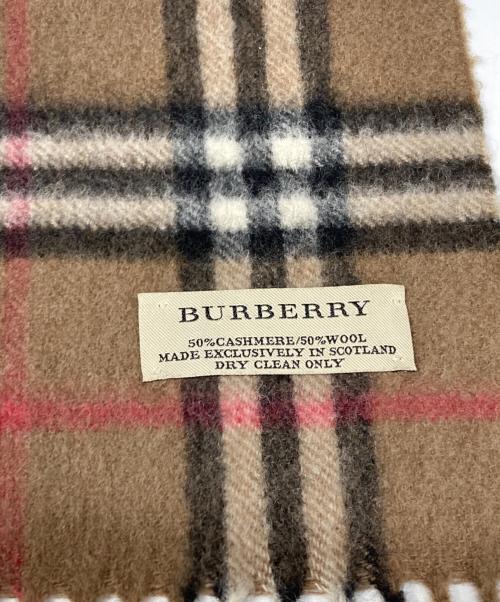 BURBERRY
50%CASHMERE/50%WOOL
MADE EXCLUSIVELY IN SCOTLAND
DRY CLEAN ONLY